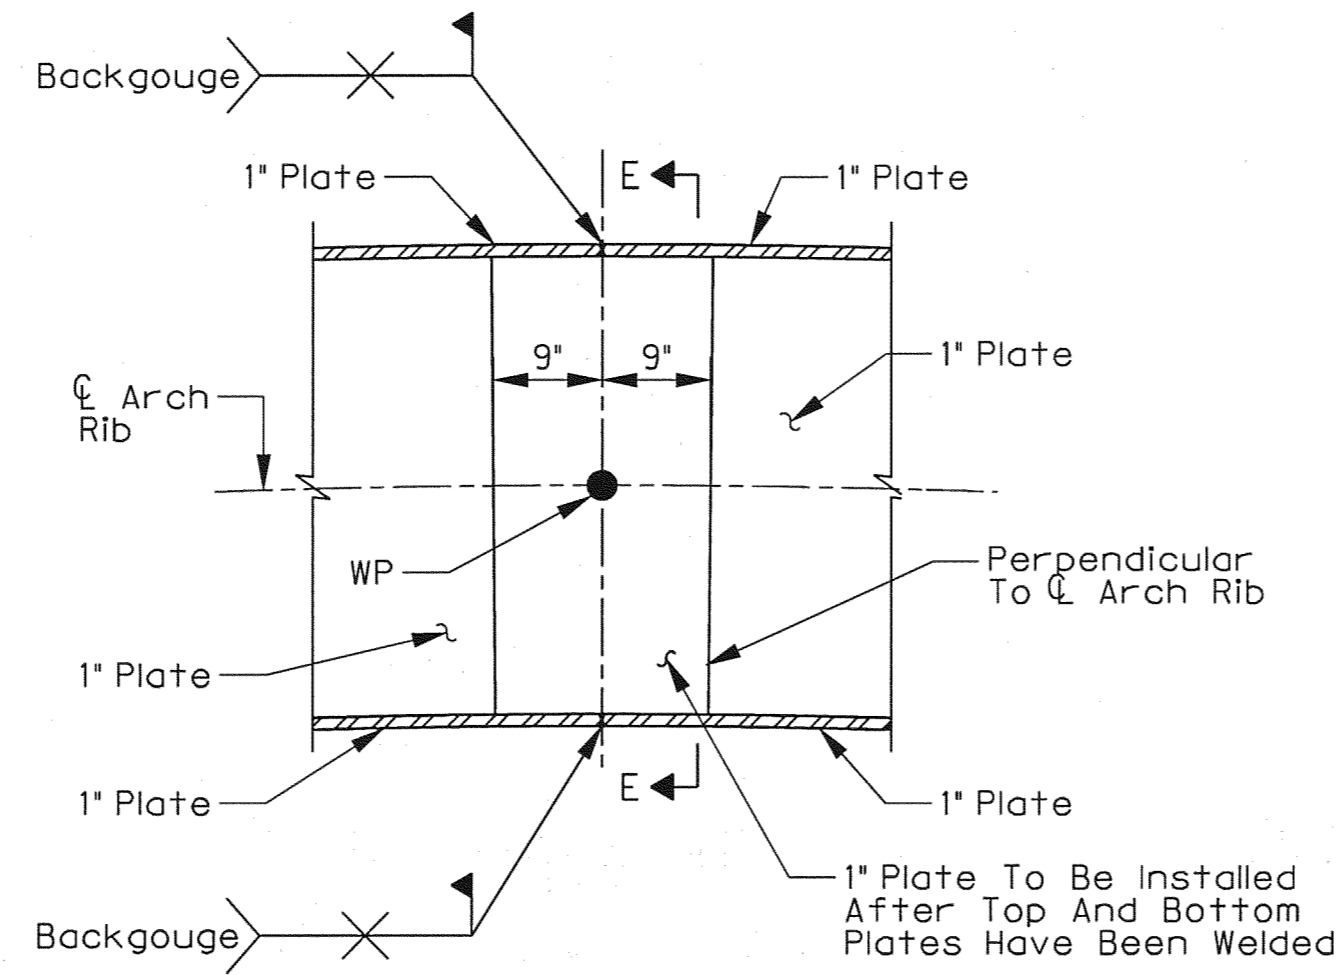 Backgouge
1" Plate
E
1" Plate
9"
9"
1" Plate
℄ Arch
Rib
WP
Perpendicular
To ℄ Arch Rib
1" Plate
1" Plate
E
1" Plate
1" Plate To Be Installed
After Top And Bottom
Plates Have Been Welded
Backgouge